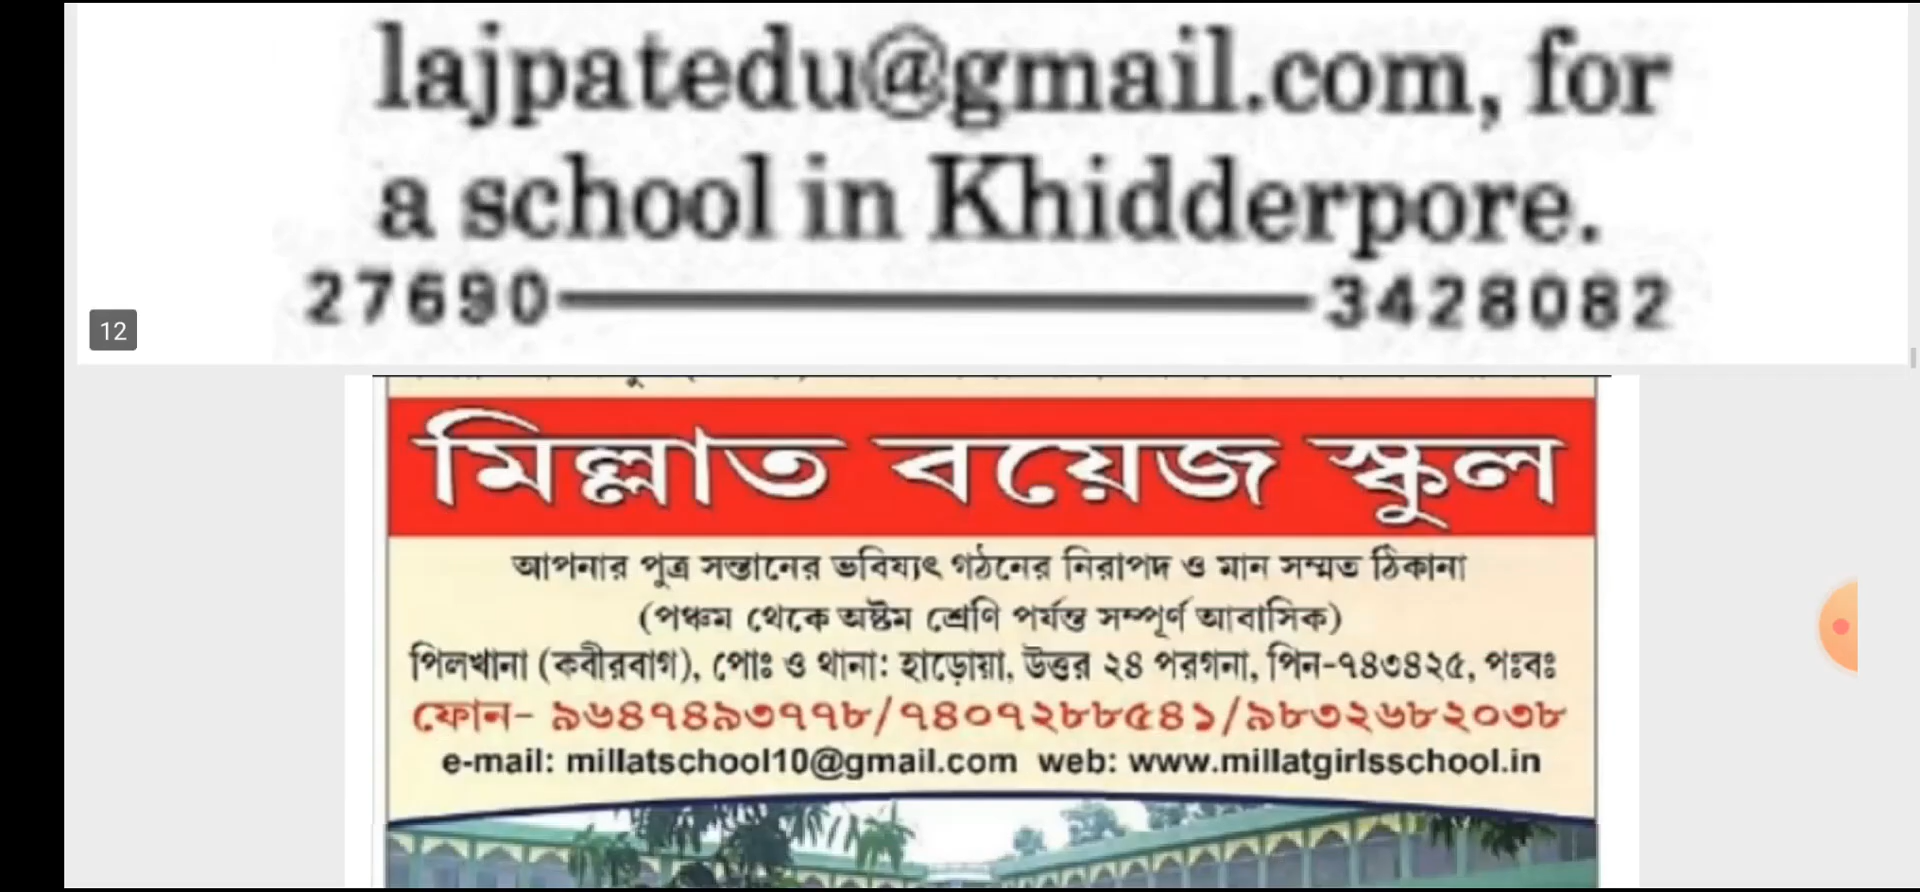 lajpatedu@gmail.com, for
a school in Khidderpore.
27690 3428082
12
মিল্লাত বয়েজ স্কুল
আপনার পুত্র সন্তানের ভবিষ্যৎ গঠনের নিরাপদ ও মান সম্মত ঠিকানা
(পঞ্চম থেকে অষ্টম শ্রেণি পর্যন্ত সম্পূর্ণ আবাসিক)
পিলখানা (কবীরবাগ), পোঃ ও থানা: হাড়োয়া, উত্তর ২৪ পরগনা, পিন-৭৪৩৪২৫, পঃবঃ
ফোন- ৯৬৪৭৪৯৩৭৭৮/৭৪০৭২৮৮৫৪১/৯৮৩২৬৮২০৩৮
e-mail: millatschool10@gmail.com web: www.millatgirlsschool.in